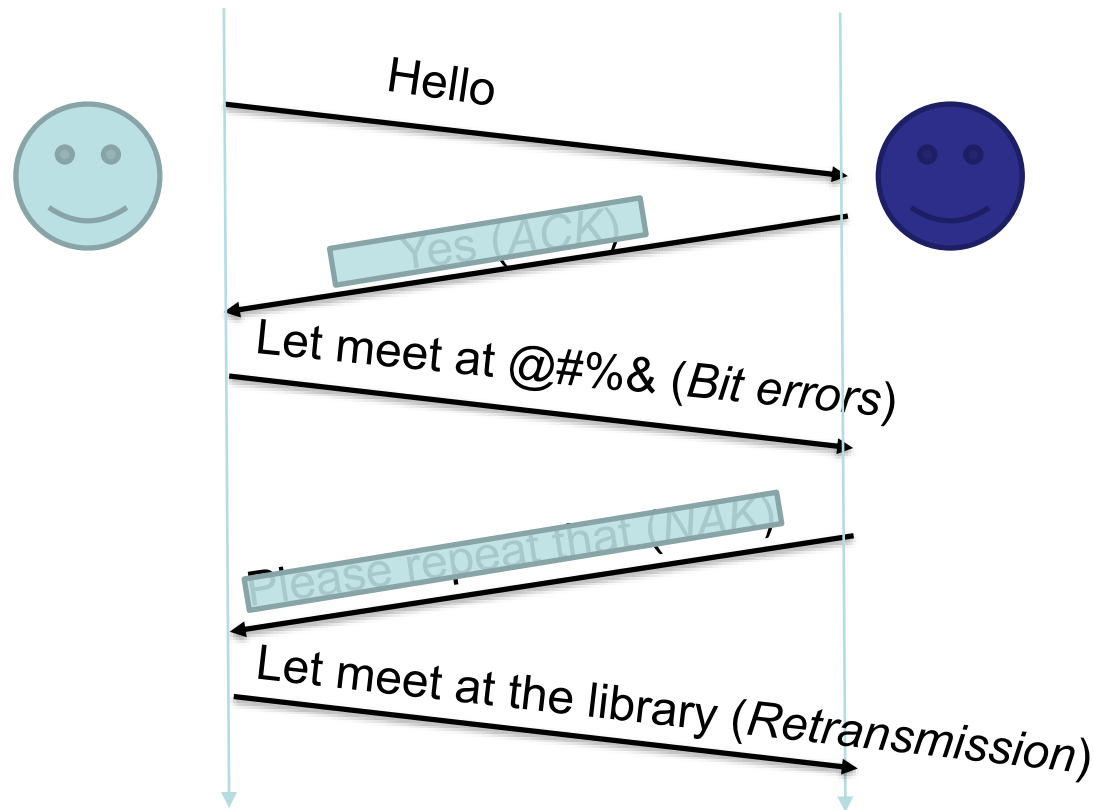 Hello
Yes (ACK)
Let meet at @#%& (Bit errors)
Please repeat that (NAK)
Let meet at the library (Retransmission)